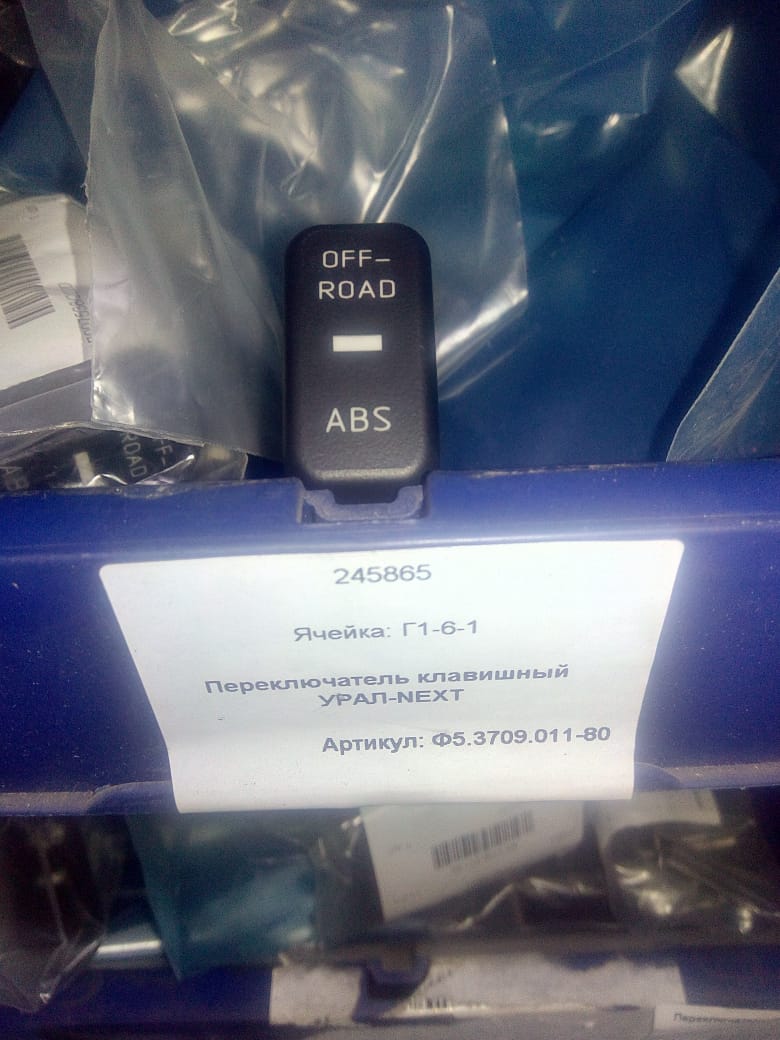 OFF-
ROAD
ABS
245865
Ячейка: Г1-6-1
Переключатель клавишный
УРАЛ-NEXT
Артикул: Ф5.3709.011-80